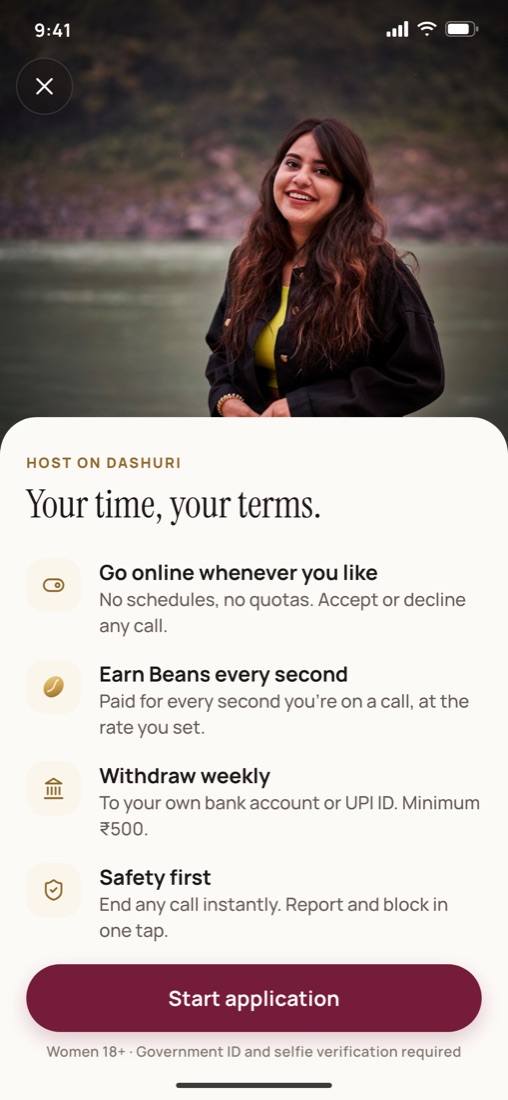 9:41
HOST ON DASHURI
Your time, your terms.
Go online whenever you like
No schedules, no quotas. Accept or decline
any call.
Earn Beans every second
Paid for every second you're on a call, at the
rate you set.
Withdraw weekly
To your own bank account or UPI ID. Minimum
₹500.
Safety first
End any call instantly. Report and block in
one tap.
Start application
Women 18+ · Government ID and selfie verification required